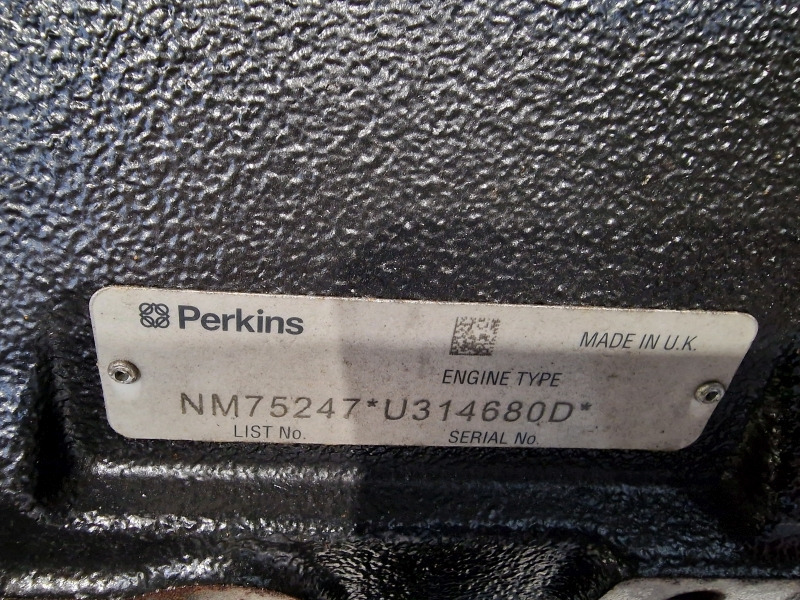 Perkins
MADE IN U.K.
ENGINE TYPE
NM75247*U314680D*
LIST No.
SERIAL No.